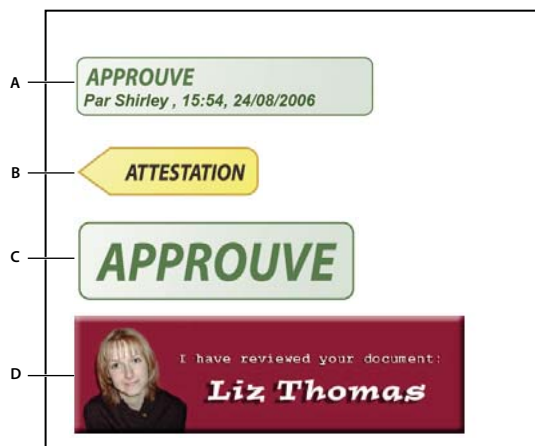 A
APPROUVE
Par Shirley , 15:54, 24/08/2006
B
ATTESTATION
C
APPROUVE
D
I have reviewed your document:
Liz Thomas